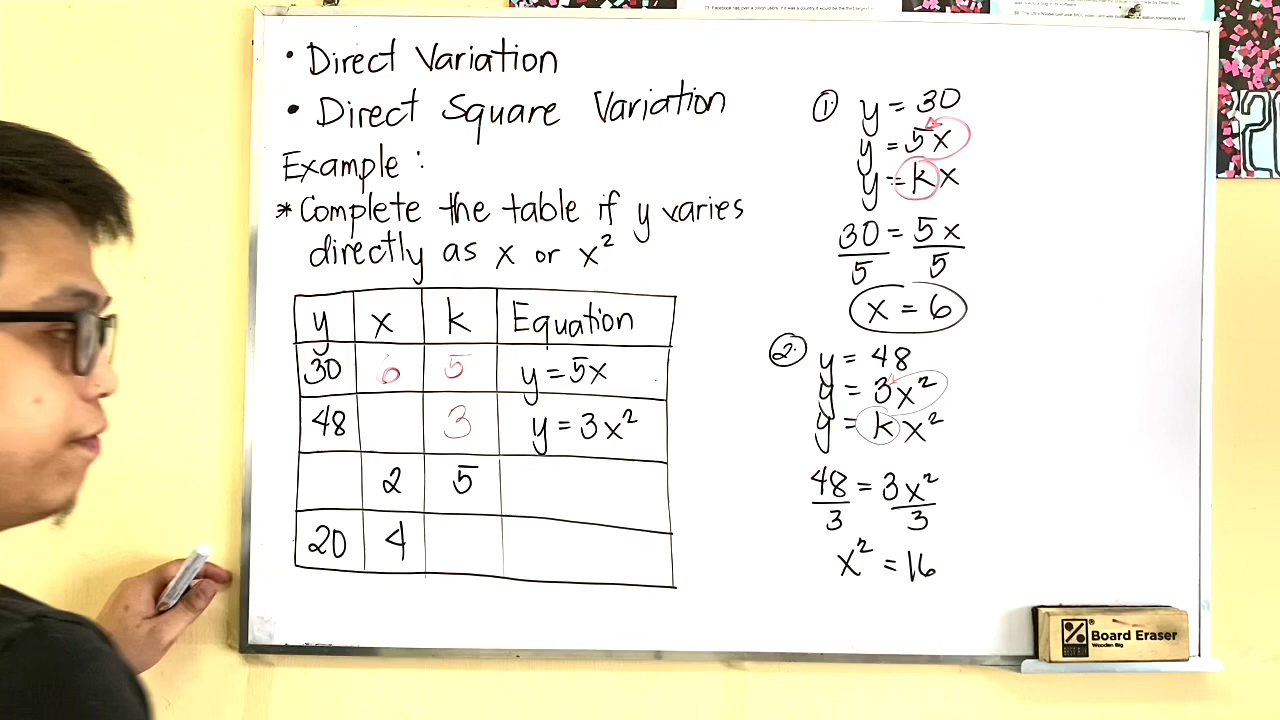 • Direct Variation
• Direct Square Variation
Example :
* Complete the table if y varies
directly as x or x²
y x k Equation
30 6 5 y = 5x
48 3 y = 3x²
2 5
20 4
1. y = 30
y = 5x
y = kx
30 = 5x
5 5
x = 6
2. y = 48
y = 3x²
y = kx²
48 = 3x²
3 3
x² = 16
Board Eraser
Wooden Big